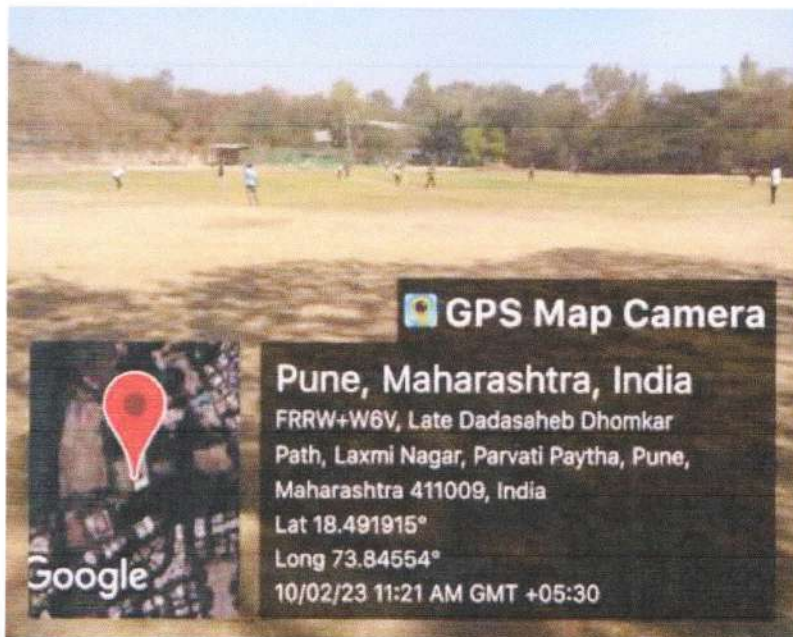 GPS Map Camera
Pune, Maharashtra, India
FRRW+W6V, Late Dadasaheb Dhomkar
Path, Laxmi Nagar, Parvati Paytha, Pune,
Maharashtra 411009, India
Lat 18.491915°
Long 73.84554°
10/02/23 11:21 AM GMT +05:30
Google